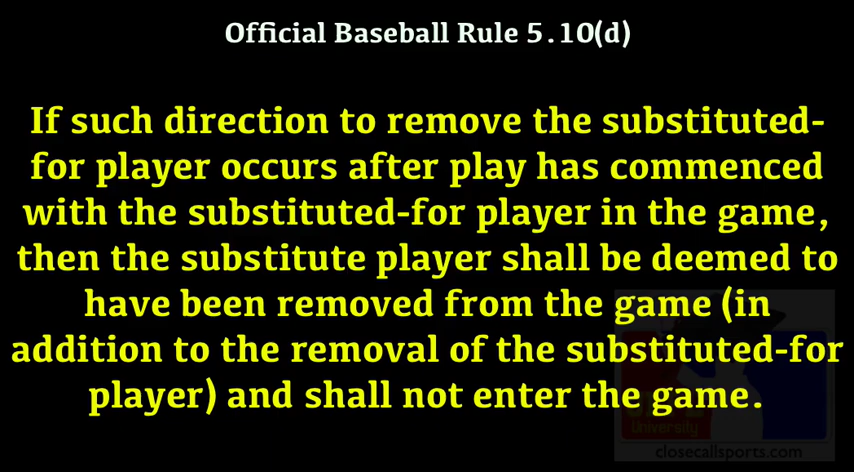 Official Baseball Rule 5.10(d)
If such direction to remove the substituted-
for player occurs after play has commenced
with the substituted-for player in the game,
then the substitute player shall be deemed to
have been removed from the game (in
addition to the removal of the substituted-for
player) and shall not enter the game.
University
closecallsports.com